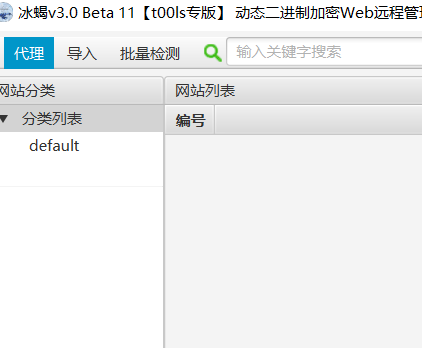 冰蝎v3.0 Beta 11【t00ls专版】 动态二进制加密Web远程管
代理 导入 批量检测 输入关键字搜索
网站分类 网站列表
分类列表 编号
default